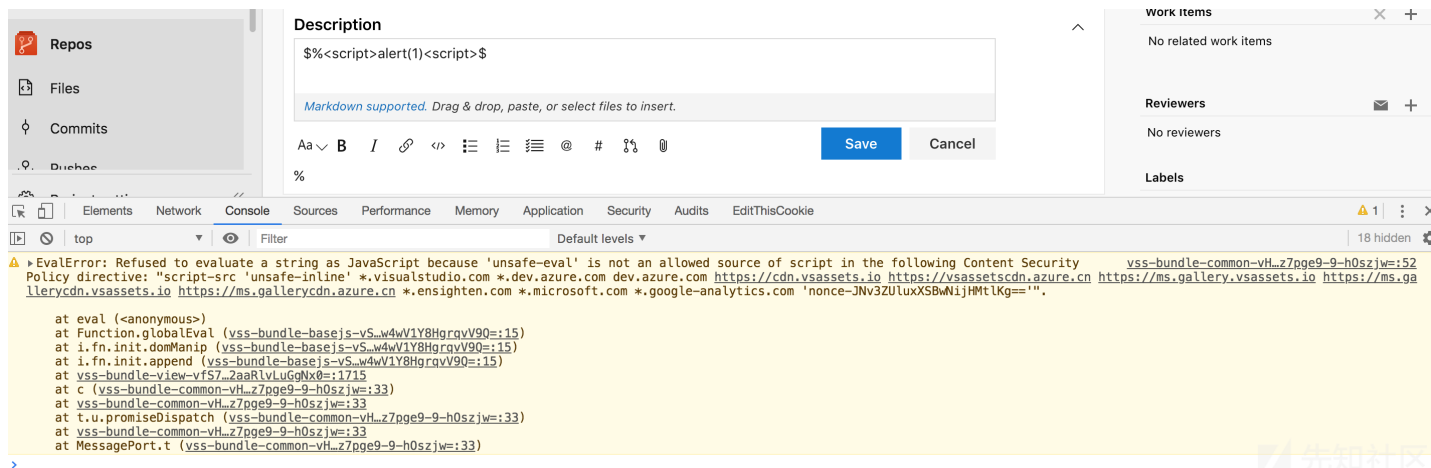 Repos
Files
Commits
Pushes
Description
$%<script>alert(1)<script>$
Markdown supported. Drag & drop, paste, or select files to insert.
Aa B I @ #
Save
Cancel
%
Work Items
No related work items
Reviewers
No reviewers
Labels
Elements Network Console Sources Performance Memory Application Security Audits EditThisCookie
1
top
Filter
Default levels
18 hidden
EvalError: Refused to evaluate a string as JavaScript because 'unsafe-eval' is not an allowed source of script in the following Content Security vss-bundle-common-vH…z7pge9-9-hOszjw=:52
Policy directive: "script-src 'unsafe-inline' *.visualstudio.com *.dev.azure.com dev.azure.com https://cdn.vsassets.io https://vsassetscdn.azure.cn https://ms.gallery.vsassets.io https://ms.ga
llerycdn.vsassets.io https://ms.gallerycdn.azure.cn *.ensighten.com *.microsoft.com *.google-analytics.com 'nonce-JNv3ZUluxXSBwNijHMtlKg=='".
at eval (<anonymous>)
at Function.globalEval (vss-bundle-basejs-vS…w4wV1Y8HgrqvV9Q=:15)
at i.fn.init.domManip (vss-bundle-basejs-vS…w4wV1Y8HgrqvV9Q=:15)
at i.fn.init.append (vss-bundle-basejs-vS…w4wV1Y8HgrqvV9Q=:15)
at vss-bundle-view-vfS7…2aaRlvLuGgNx0=:1715
at c (vss-bundle-common-vH…z7pge9-9-hOszjw=:33)
at vss-bundle-common-vH…z7pge9-9-hOszjw=:33
at t.u.promiseDispatch (vss-bundle-common-vH…z7pge9-9-hOszjw=:33)
at vss-bundle-common-vH…z7pge9-9-hOszjw=:33
at MessagePort.t (vss-bundle-common-vH…z7pge9-9-hOszjw=:33)
先知社区